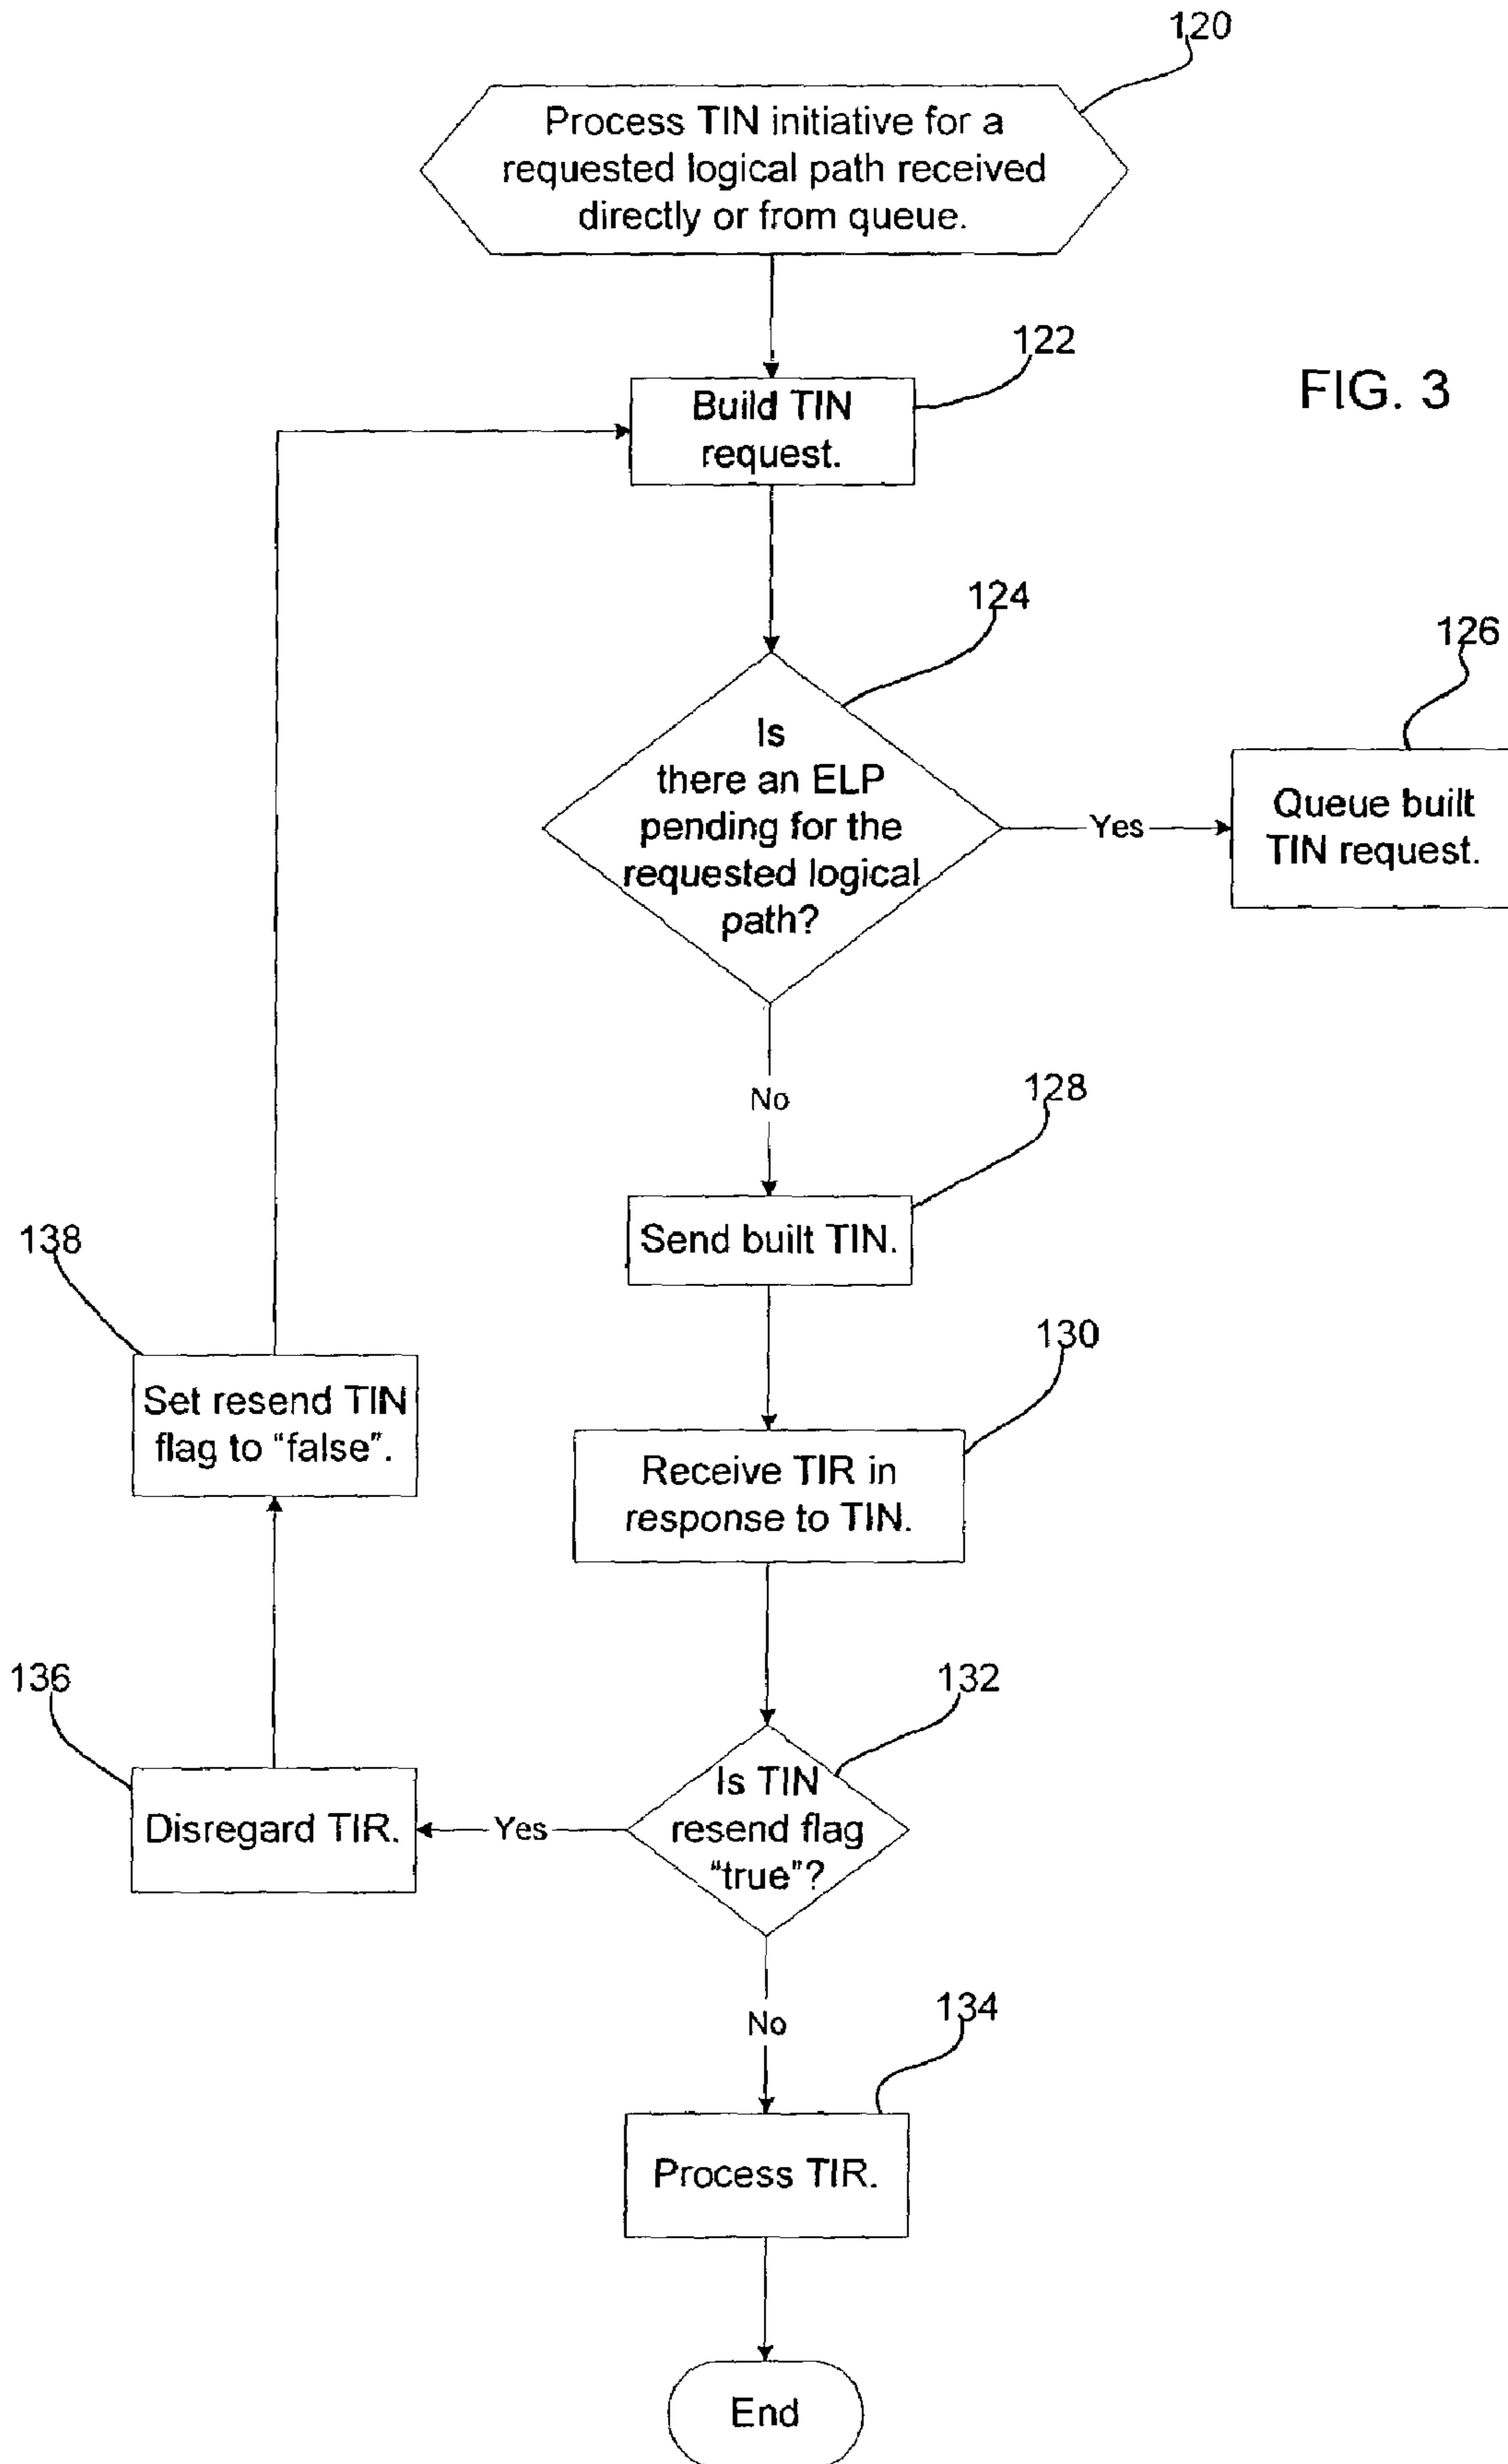 120
Process TIN initiative for a
requested logical path received
directly or from queue.
122
Build TIN
request.
FIG. 3
124
Is
there an ELP
pending for the
requested logical
path?
Yes
126
Queue built
TIN request.
No
128
Send built TIN.
138
Set resend TIN
flag to “false”.
130
Receive TIR in
response to TIN.
136
Disregard TIR.
Yes
132
Is TIN
resend flag
“true”?
No
134
Process TIR.
End